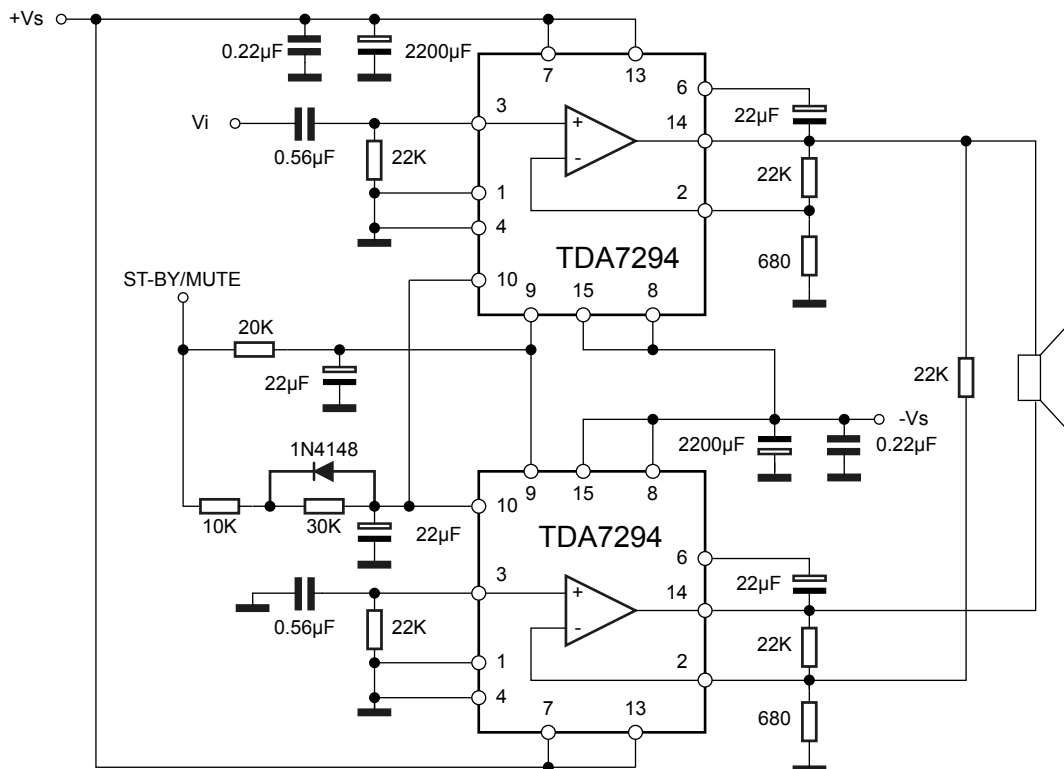 +Vs
0.22µF
2200µF
7
13
6
22µF
3
14
Vi
0.56µF
22K
+
-
22K
1
2
4
680
TDA7294
10
9
15
8
ST-BY/MUTE
20K
22µF
22K
-Vs
2200µF
0.22µF
1N4148
10
9
15
8
10K
30K
22µF
TDA7294
6
22µF
3
14
0.56µF
22K
+
-
22K
1
2
4
680
7
13